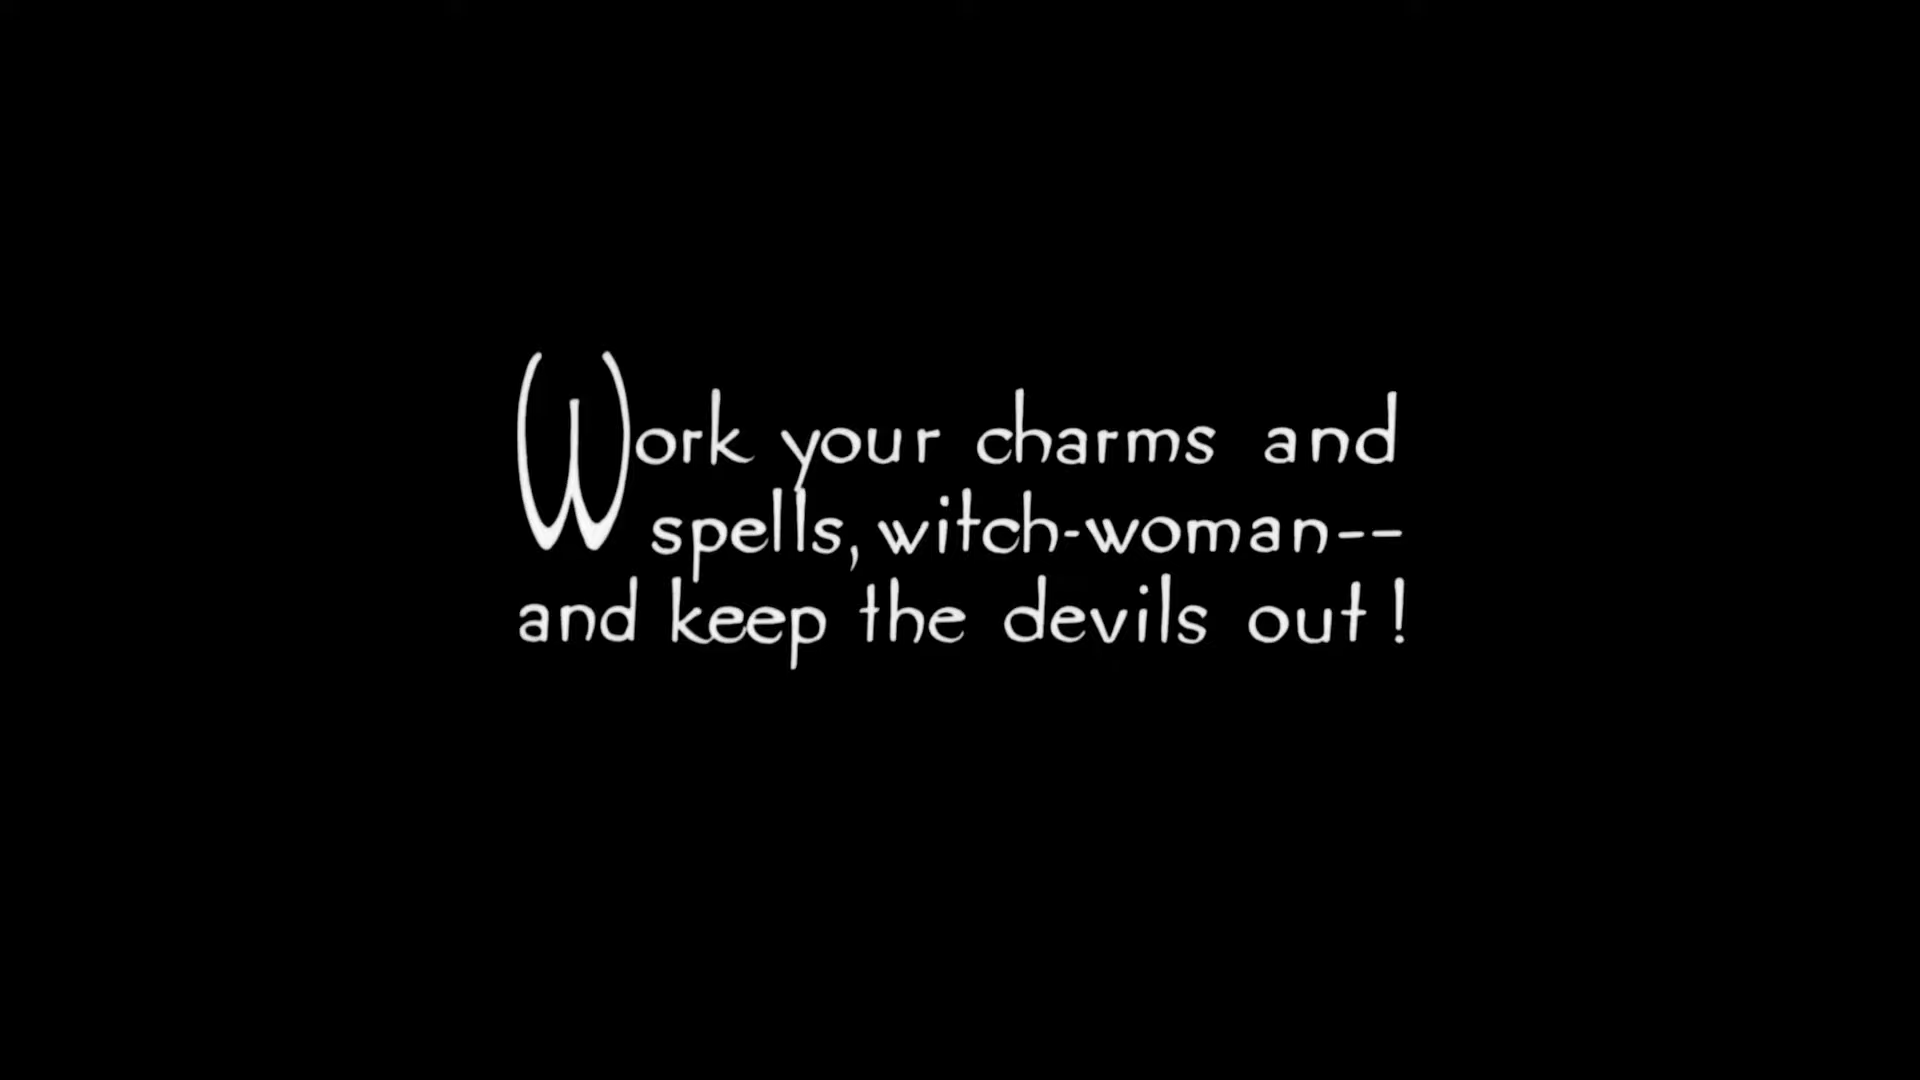 Work your charms and
spells, witch-woman--
and keep the devils out!